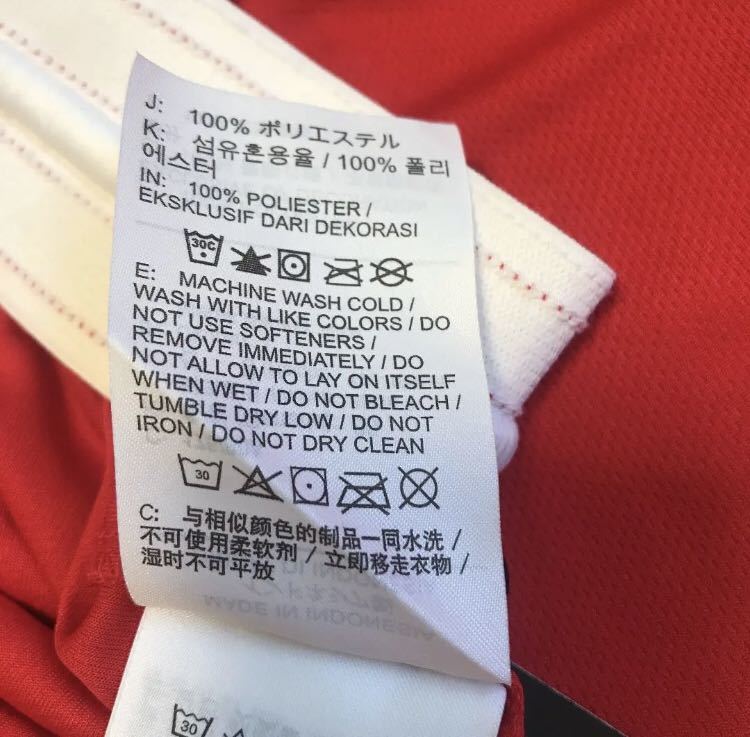 J: 100% ポリエステル
K: 섬유혼용율 / 100% 폴리
에스터
IN: 100% POLIESTER /
EKSKLUSIF DARI DEKORASI
30C
E: MACHINE WASH COLD /
WASH WITH LIKE COLORS / DO
NOT USE SOFTENERS /
REMOVE IMMEDIATELY / DO
NOT ALLOW TO LAY ON ITSELF
WHEN WET / DO NOT BLEACH /
TUMBLE DRY LOW / DO NOT
IRON / DO NOT DRY CLEAN
30
C: 与相似颜色的制品一同水洗 /
不可使用柔软剂 / 立即移走衣物 /
湿时不可平放
MADE IN INDONESIA
30